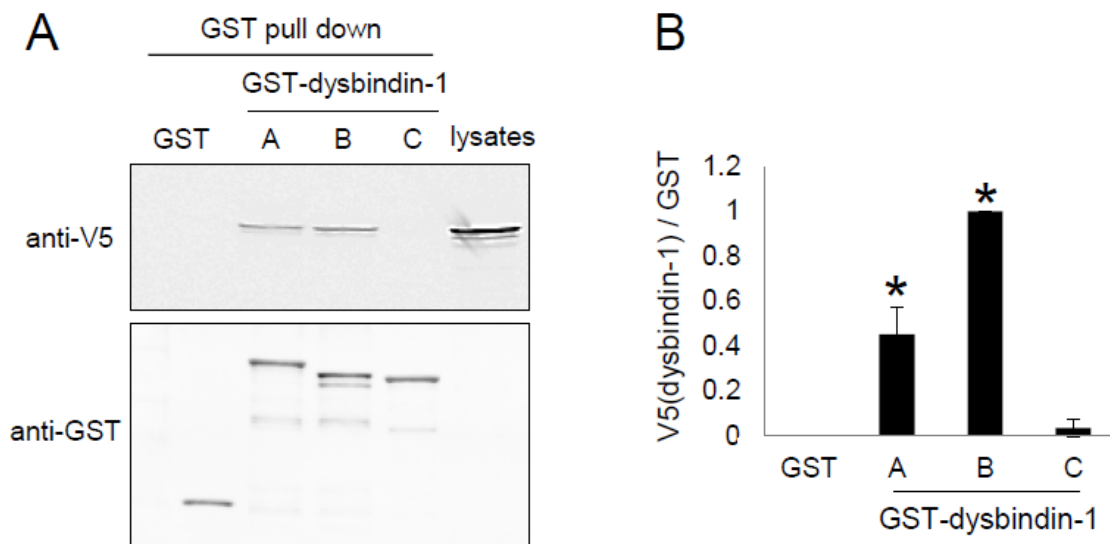 A
GST pull down
GST-dysbindin-1
GST A B C lysates
anti-V5
anti-GST
B
V5(dysbindin-1) / GST
1.2
1
0.8
0.6
0.4
0.2
0
* *
GST A B C
GST-dysbindin-1